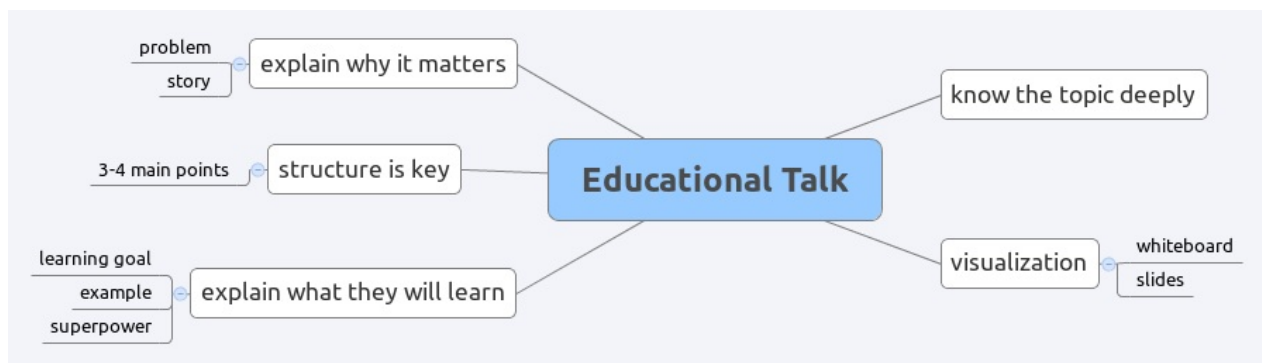 Educational Talk
explain why it matters
problem
story
structure is key
3-4 main points
explain what they will learn
learning goal
example
superpower
know the topic deeply
visualization
whiteboard
slides